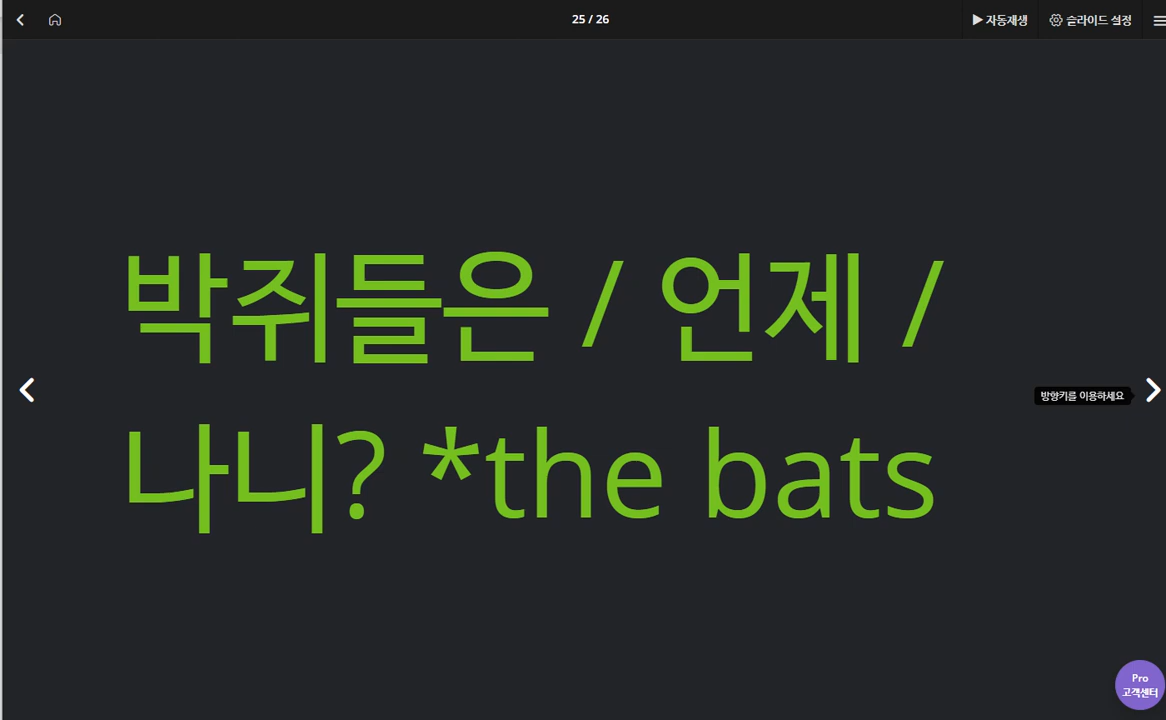 25 / 26
▶ 자동재생
슬라이드 설정
박쥐들은 / 언제 /
나니? *the bats
방향키를 이용하세요
Pro
고객센터